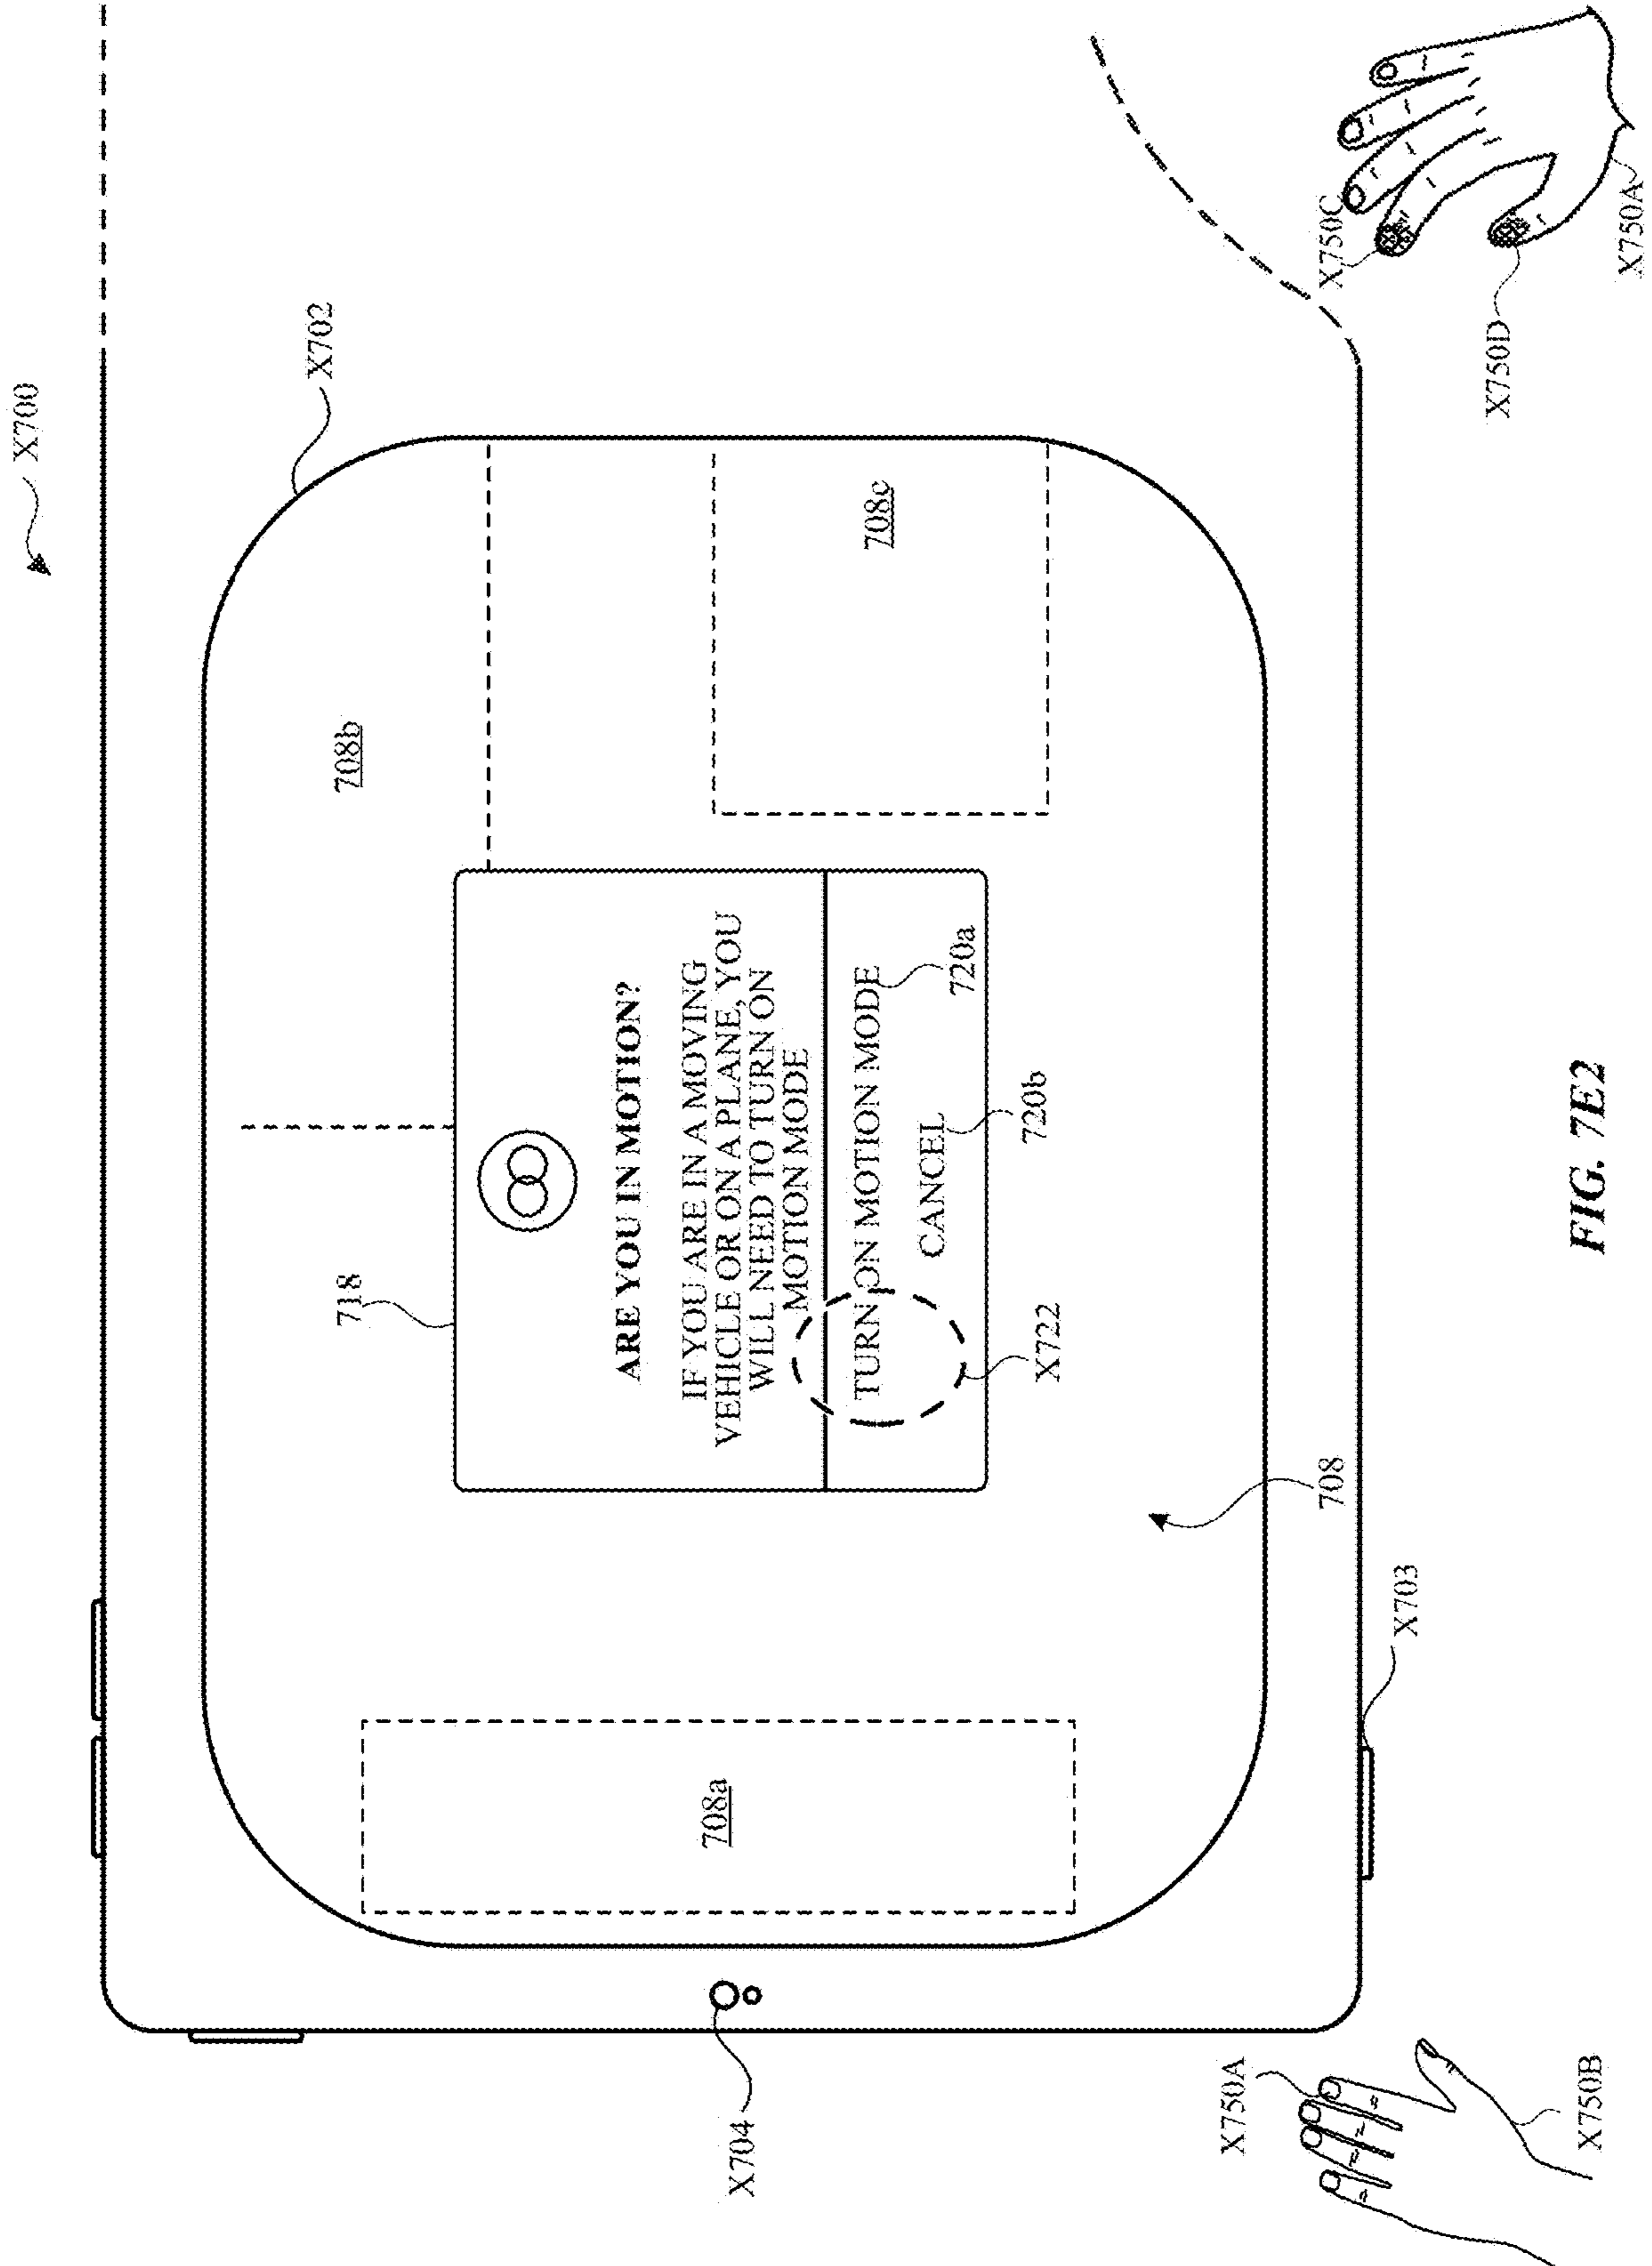 X700
X702
708b
708c
718
ARE YOU IN MOTION?
IF YOU ARE IN A MOVING
VEHICLE OR ON A PLANE, YOU
WILL NEED TO TURN ON
MOTION MODE
TURN ON MOTION MODE
720a
CANCEL
720b
X722
708a
708
X703
X704
X750A
X750B
X750C
X750D
X750A
FIG. 7E2